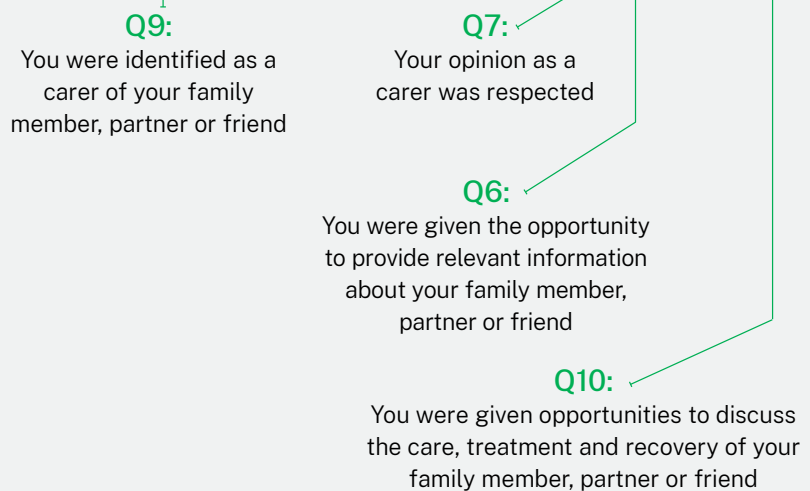 Q9:
You were identified as a
carer of your family
member, partner or friend
Q7:
Your opinion as a
carer was respected
Q6:
You were given the opportunity
to provide relevant information
about your family member,
partner or friend
Q10:
You were given opportunities to discuss
the care, treatment and recovery of your
family member, partner or friend